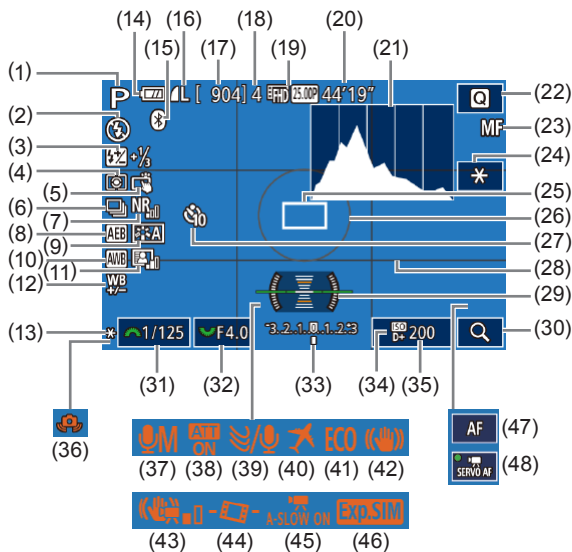 (14) (16) (18) (20)
(15) (17) (19) (21)
(1) P L [ 904] 4 FHD 25.00P 44'19" Q (22)
(2) MF (23)
(3) +1/3 (24)
(4) (25)
(5)
(6) NR (26)
(7) 10 (27)
(8) AEB A
(9) (28)
(10) AWB
(11) (29)
(12) WB +/-
(13) * 1/125 F4.0 -3..2..1..0..1..2.+3 ISO D+ 200 (30)
(31) (32) (33) (34) (35)
(36) M ATT ON ECO AF (47)
(37) (38) (39) (40) (41) (42) SERVO AF (48)
A-SLOW ON Exp.SIM
(43) (44) (45) (46)